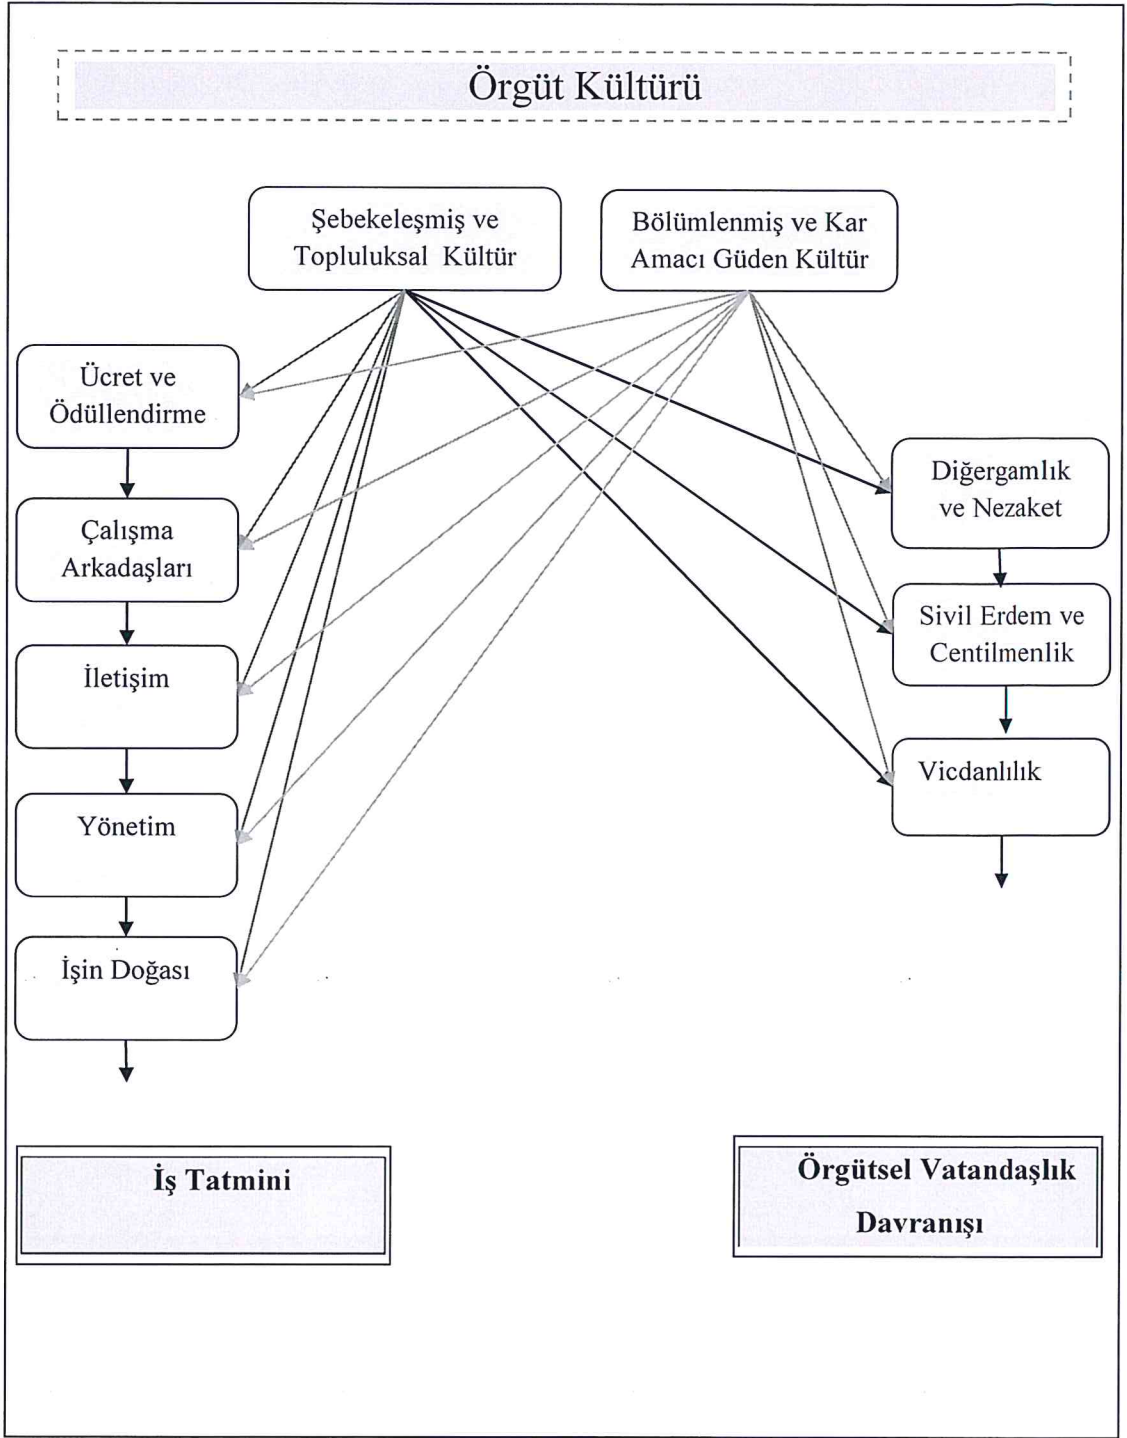 Örgüt Kültürü
Şebekeleşmiş ve
Topluluksal Kültür
Bölümlenmiş ve Kar
Amacı Güden Kültür
Ücret ve
Ödüllendirme
Çalışma
Arkadaşları
İletişim
Yönetim
İşin Doğası
Diğergamlık
ve Nezaket
Sivil Erdem ve
Centilmenlik
Vicdanlılık
İş Tatmini
Örgütsel Vatandaşlık
Davranışı